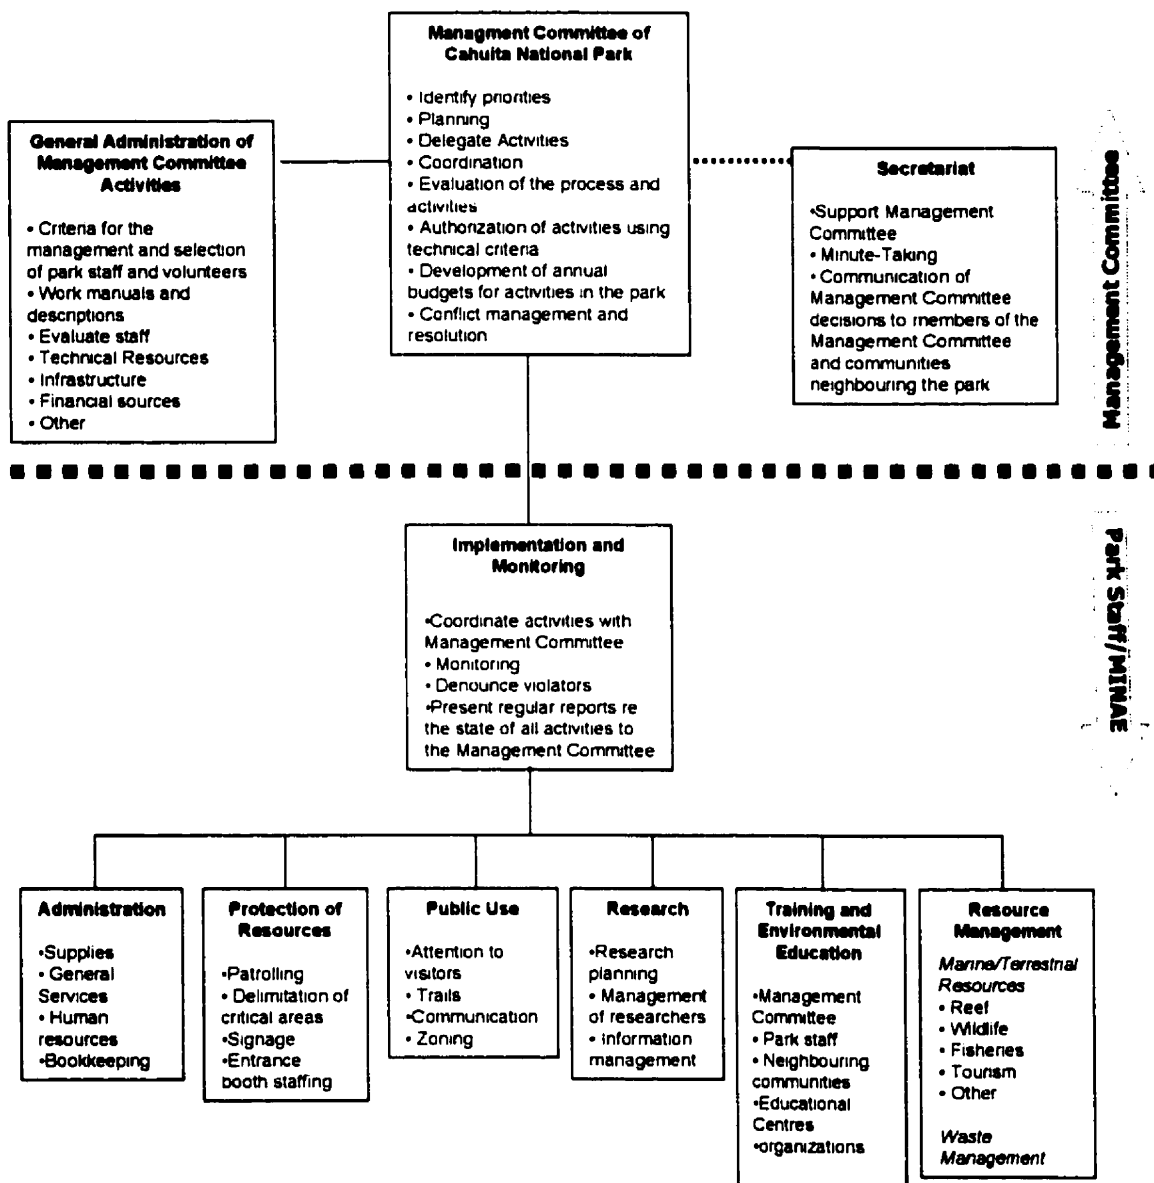 Managment Committee of
Cahuita National Park
• Identify priorities
• Planning
• Delegate Activities
• Coordination
• Evaluation of the process and
activities
• Authorization of activities using
technical criteria
• Development of annual
budgets for activities in the park
• Conflict management and
resolution
General Administration of
Management Committee
Activities
• Criteria for the
management and selection
of park staff and volunteers
• Work manuals and
descriptions
• Evaluate staff
• Technical Resources
• Infrastructure
• Financial sources
• Other
Secretariat
•Support Management
Committee
• Minute-Taking
• Communication of
Management Committee
decisions to members of the
Management Committee
and communities
neighbouring the park
Management Committee
Implementation and
Monitoring
•Coordinate activities with
Management Committee
• Monitoring
• Denounce violators
•Present regular reports re
the state of all activities to
the Management Committee
Park Staff/MINAE
Administration
•Supplies
• General
Services
• Human
resources
•Bookkeeping
Protection of
Resources
•Patrolling
• Delimitation of
critical areas
•Signage
•Entrance
booth staffing
Public Use
•Attention to
visitors
• Trails
•Communication
• Zoning
Research
•Research
planning
• Management
of researchers
• Information
management
Training and
Environmental
Education
•Management
Committee
• Park staff
• Neighbouring
communities
•Educational
Centres
•organizations
Resource
Management
Marine/Terrestrial
Resources
• Reef
• Wildlife
• Fisheries
• Tourism
• Other
Waste
Management